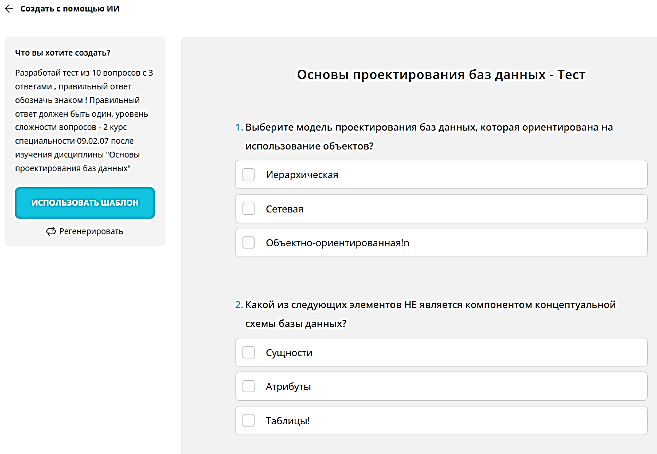 Создать с помощью ИИ
Что вы хотите создать?
Разработай тест из 10 вопросов с 3
ответами , правильный ответ
обозначь знаком ! Правильный
ответ должен быть один. уровень
сложности вопросов - 2 курс
специальности 09.02.07 после
изучения дисциплины "Основы
проектирования баз данных"
ИСПОЛЬЗОВАТЬ ШАБЛОН
Регенерировать
Основы проектирования баз данных - Тест
1. Выберите модель проектирования баз данных, которая ориентирована на
использование объектов?
Иерархическая
Сетевая
Объектно-ориентированная!n
2. Какой из следующих элементов НЕ является компонентом концептуальной
схемы базы данных?
Сущности
Атрибуты
Таблицы!